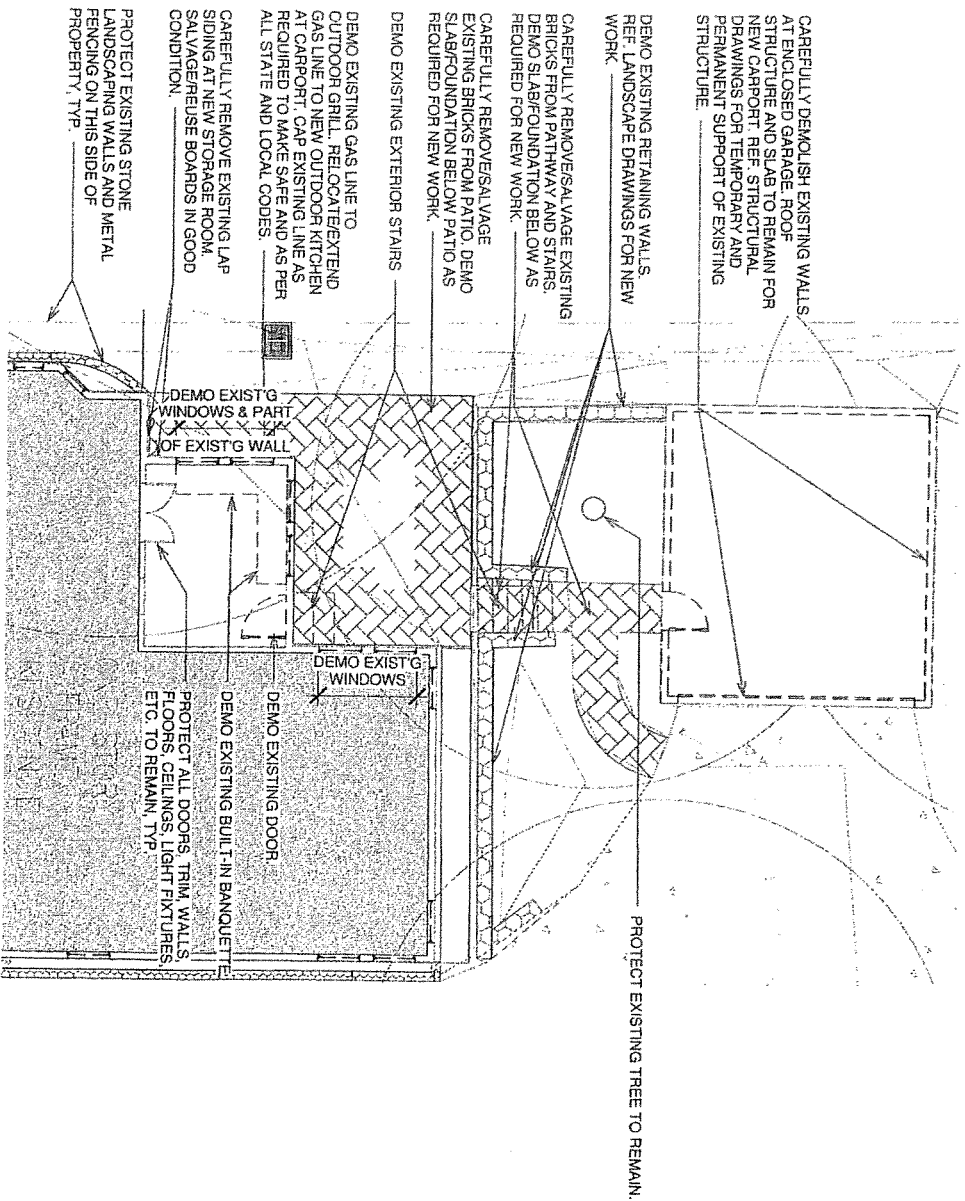 CAREFULLY DEMOLISH EXISTING WALLS
AT ENCLOSED GARAGE. ROOF
STRUCTURE AND SLAB TO REMAIN FOR
NEW CARPORT. REF. STRUCTURAL
DRAWINGS FOR TEMPORARY AND
PERMANENT SUPPORT OF EXISTING
STRUCTURE.
DEMO EXISTING RETAINING WALLS.
REF. LANDSCAPE DRAWINGS FOR NEW
WORK.
CAREFULLY REMOVE/SALVAGE EXISTING
BRICKS FROM PATHWAY AND STAIRS.
DEMO SLAB/FOUNDATION BELOW AS
REQUIRED FOR NEW WORK.
CAREFULLY REMOVE/SALVAGE
EXISTING BRICKS FROM PATIO. DEMO
SLAB/FOUNDATION BELOW PATIO AS
REQUIRED FOR NEW WORK.
DEMO EXISTING EXTERIOR STAIRS
DEMO EXISTING GAS LINE TO
OUTDOOR GRILL. RELOCATE/EXTEND
GAS LINE TO NEW OUTDOOR KITCHEN
AT CARPORT. CAP EXISTING LINE AS
REQUIRED TO MAKE SAFE AND AS PER
ALL STATE AND LOCAL CODES.
CAREFULLY REMOVE EXISTING LAP
SIDING AT NEW STORAGE ROOM.
SALVAGE/REUSE BOARDS IN GOOD
CONDITION.
PROTECT EXISTING STONE
LANDSCAPING WALLS AND METAL
FENCING ON THIS SIDE OF
PROPERTY, TYP.
DEMO EXIST'G
WINDOWS & PART
OF EXIST'G WALL
DEMO EXIST'G
WINDOWS
DEMO EXISTING DOOR.
DEMO EXISTING BUILT-IN BANQUET
PROTECT ALL DOORS, TRIM, WALLS,
FLOORS, CEILINGS, LIGHT FIXTURES,
ETC. TO REMAIN, TYP.
PROTECT EXISTING TREE TO REMAIN.